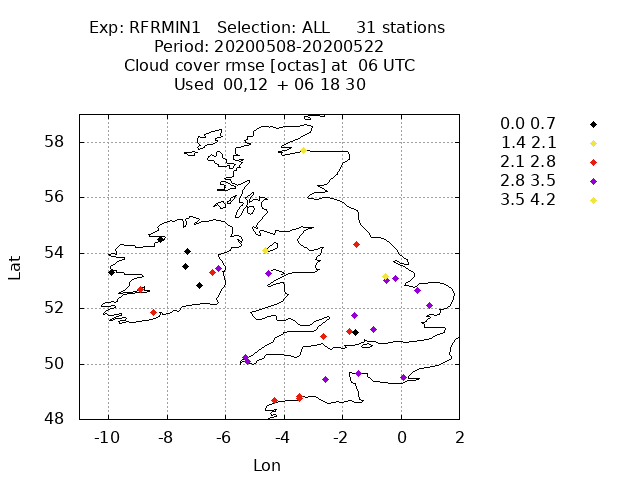 Exp: RFRMIN1 Selection: ALL 31 stations
Period: 20200508-20200522
Cloud cover rmse [octas] at 06 UTC
Used 00,12 + 06 18 30
0.0 0.7
1.4 2.1
2.1 2.8
2.8 3.5
3.5 4.2
58
56
54
52
50
48
Lat
-10 -8 -6 -4 -2 0 2
Lon